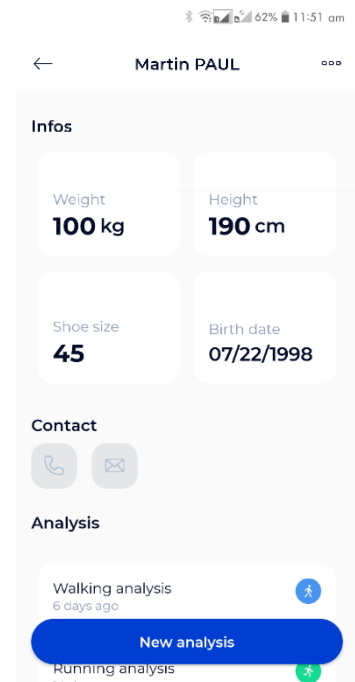 62% 11:51 am
Martin PAUL
Infos
Weight
100 kg
Height
190 cm
Shoe size
45
Birth date
07/22/1998
Contact
Analysis
Walking analysis
6 days ago
New analysis
Running analysis